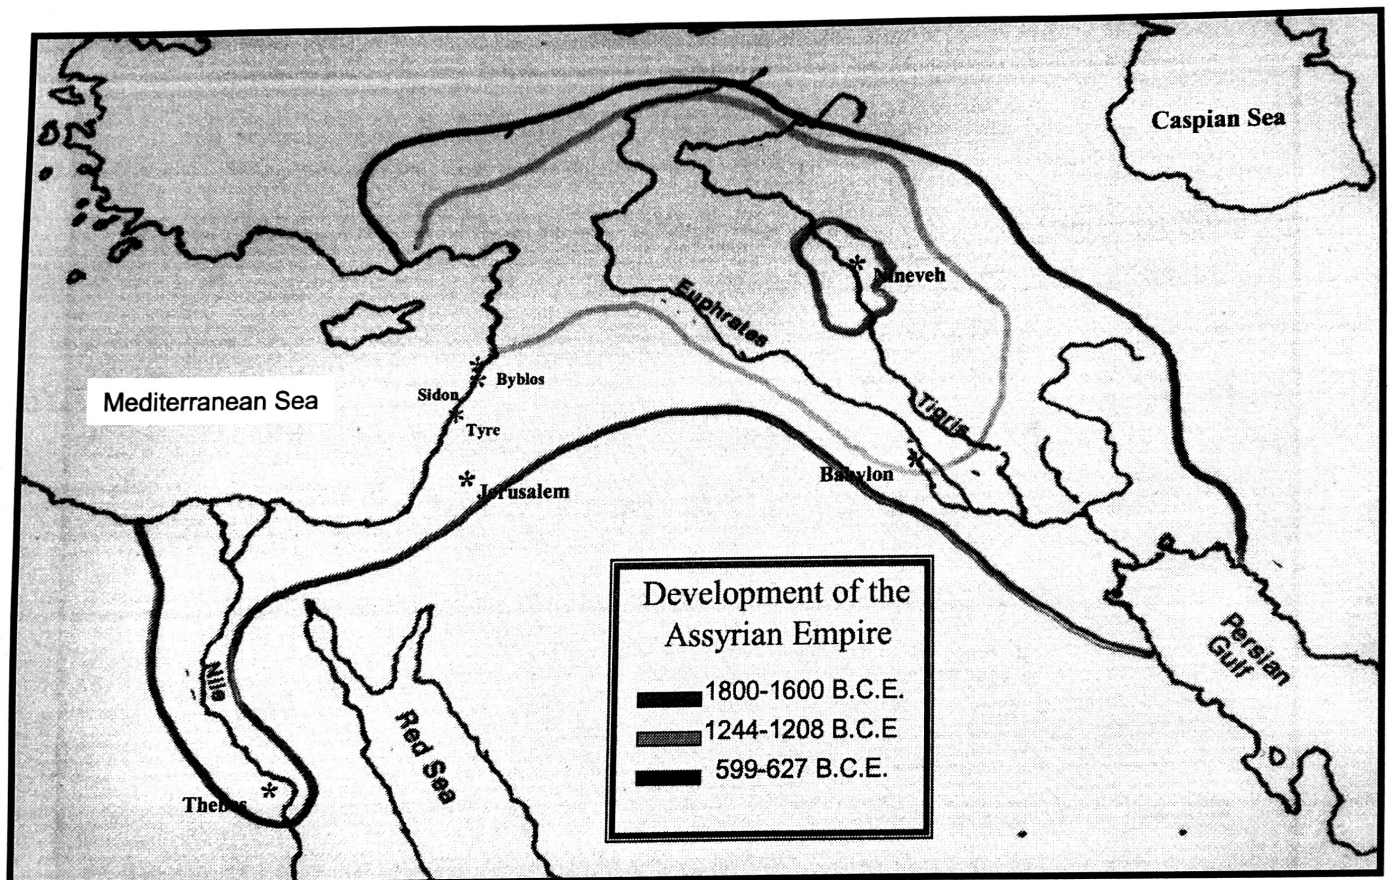 Caspian Sea
Nineveh
Euphrates
Byblos
Sidon
Mediterranean Sea
Tyre
Tigris
Babylon
Jerusalem
Development of the
Assyrian Empire
1800-1600 B.C.E.
1244-1208 B.C.E
599-627 B.C.E.
Persian
Gulf
Nile
Red Sea
Thebes